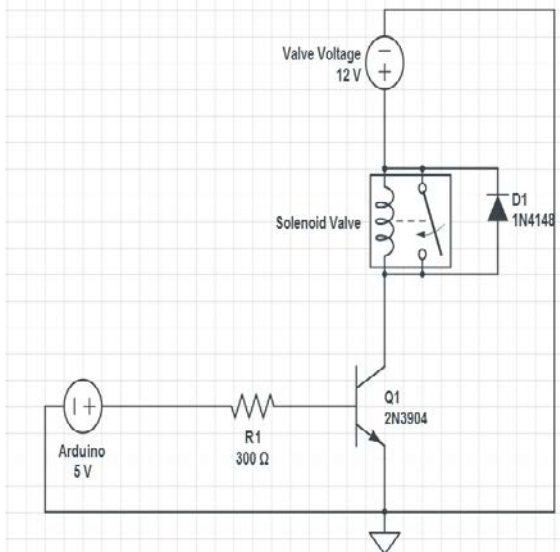 Valve Voltage
12 V
Solenoid Valve
D1
1N4148
Q1
2N3904
Arduino
5 V
R1
300 Ω